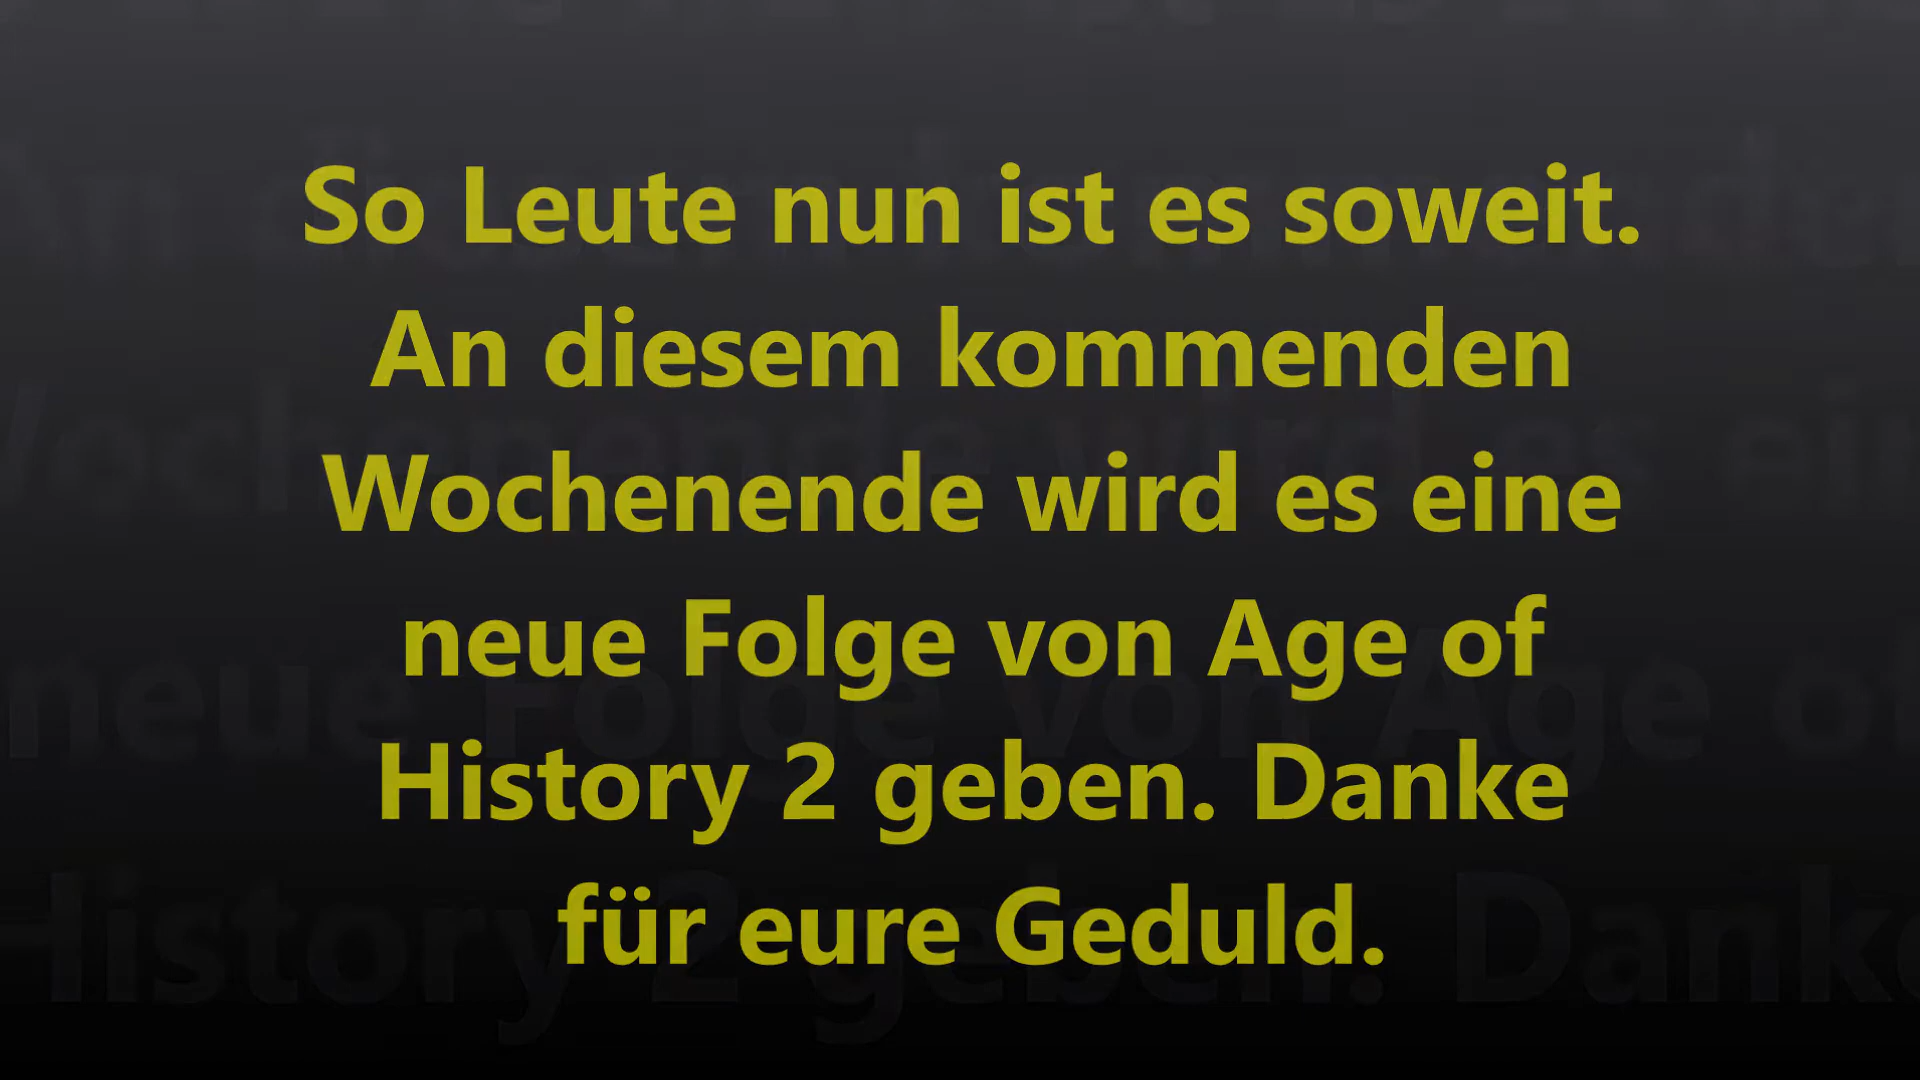 So Leute nun ist es soweit.
An diesem kommenden
Wochenende wird es eine
neue Folge von Age of
History 2 geben. Danke
für eure Geduld.